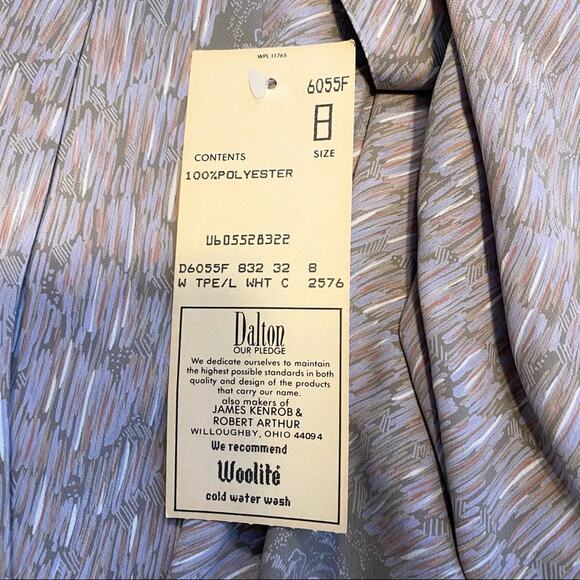 WPL 11765
6055F
8
CONTENTS SIZE
100%POLYESTER
U605528322
D6055F 832 32 8
W TPE/L WHT C 2576
Dalton
OUR PLEDGE
We dedicate ourselves to maintain
the highest possible standards in both
quality and design of the products
that carry our name.
also makers of
JAMES KENROB &
ROBERT ARTHUR
WILLOUGHBY, OHIO 44094
We recommend
Woolite
cold water wash